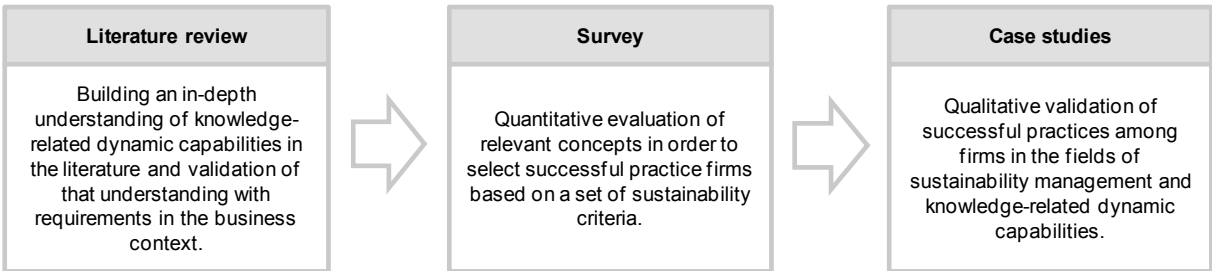 Literature review
Building an in-depth
understanding of knowledge-
related dynamic capabilities in
the literature and validation of
that understanding with
requirements in the business
context.
Survey
Quantitative evaluation of
relevant concepts in order to
select successful practice firms
based on a set of sustainability
criteria.
Case studies
Qualitative validation of
successful practices among
firms in the fields of
sustainability management and
knowledge-related dynamic
capabilities.